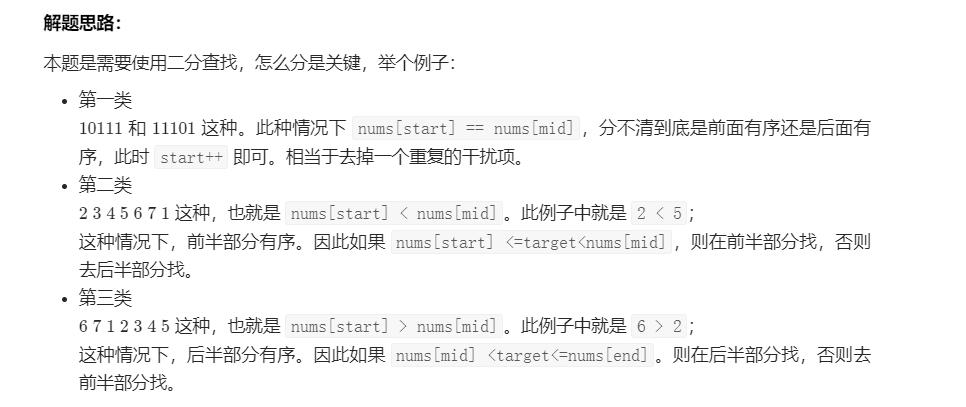 解题思路：
本题是需要使用二分查找，怎么分是关键，举个例子：
• 第一类
10111 和 11101 这种。此种情况下 nums[start] == nums[mid]，分不清到底是前面有序还是后面有
序，此时 start++ 即可。相当于去掉一个重复的干扰项。
• 第二类
2 3 4 5 6 7 1 这种，也就是 nums[start] < nums[mid]。此例子中就是 2 < 5；
这种情况下，前半部分有序。因此如果 nums[start] <=target<nums[mid]，则在前半部分找，否则
去后半部分找。
• 第三类
6 7 1 2 3 4 5 这种，也就是 nums[start] > nums[mid]。此例子中就是 6 > 2；
这种情况下，后半部分有序。因此如果 nums[mid] <target<=nums[end]。则在后半部分找，否则去
前半部分找。